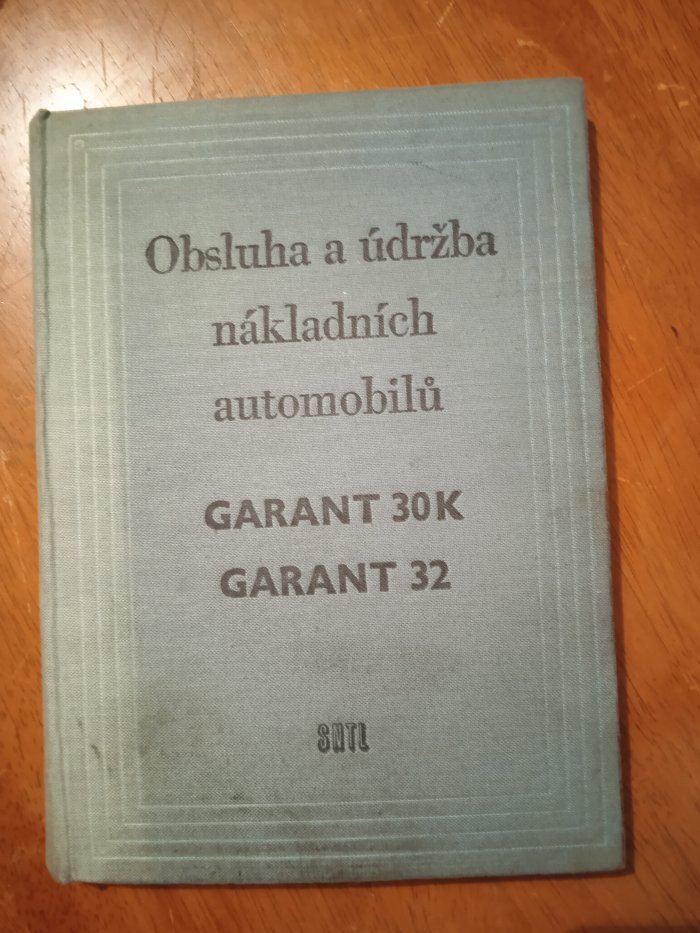 Obsluha a údržba
nákladních
automobilů
GARANT 30K
GARANT 32
SNTL